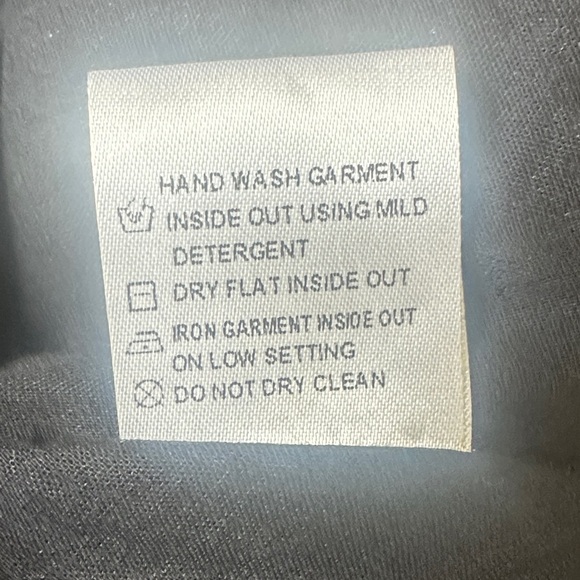 HAND WASH GARMENT
INSIDE OUT USING MILD
DETERGENT
DRY FLAT INSIDE OUT
IRON GARMENT INSIDE OUT
ON LOW SETTING
DO NOT DRY CLEAN